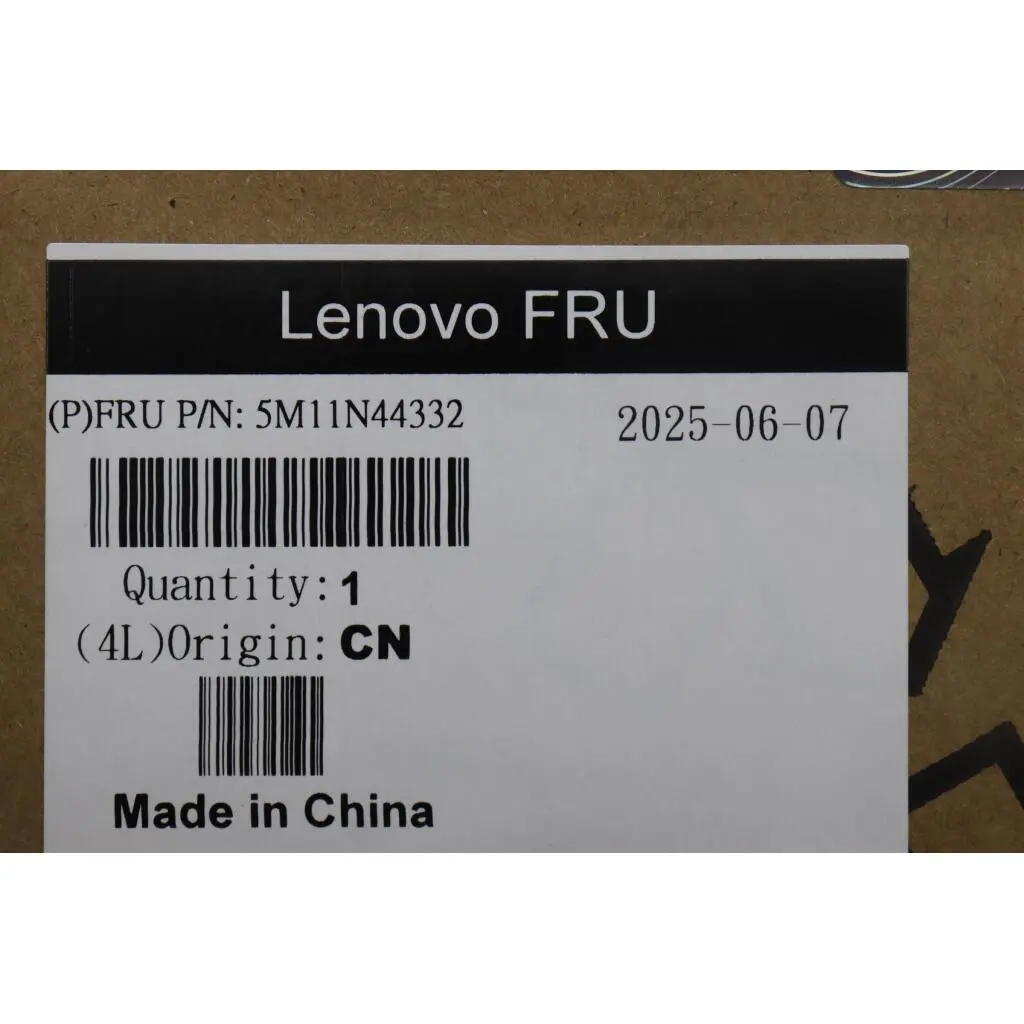 Lenovo FRU
(P)FRU P/N: 5M11N44332
2025-06-07
Quantity: 1
(4L)Origin: CN
Made in China